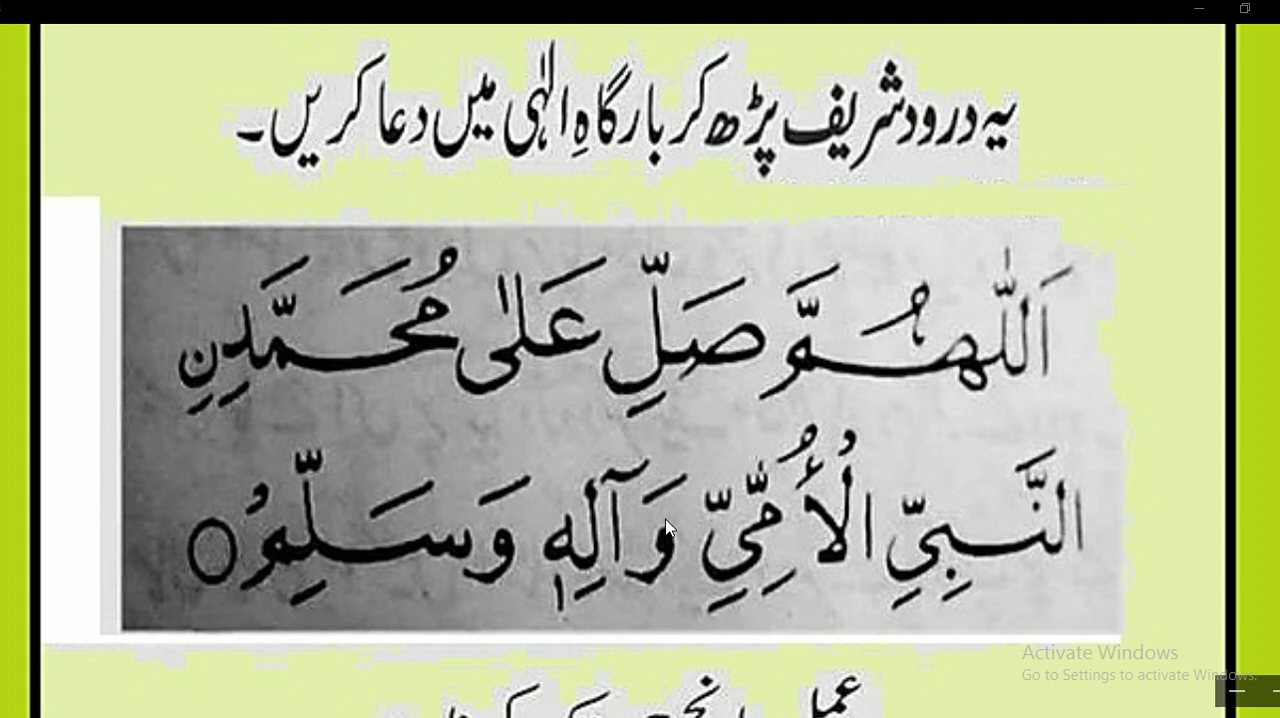 یہ درود شریف پڑھ کر بارگاہِ الٰہی میں دعا کریں۔
اَللّٰھُمَّ صَلِّ عَلٰی مُحَمَّدِنِ
النَّبِیِّ الْاُمِّیِّ وَآلِہٖ وَسَلِّمُ
Activate Windows
Go to Settings to activate Windows.
عمل